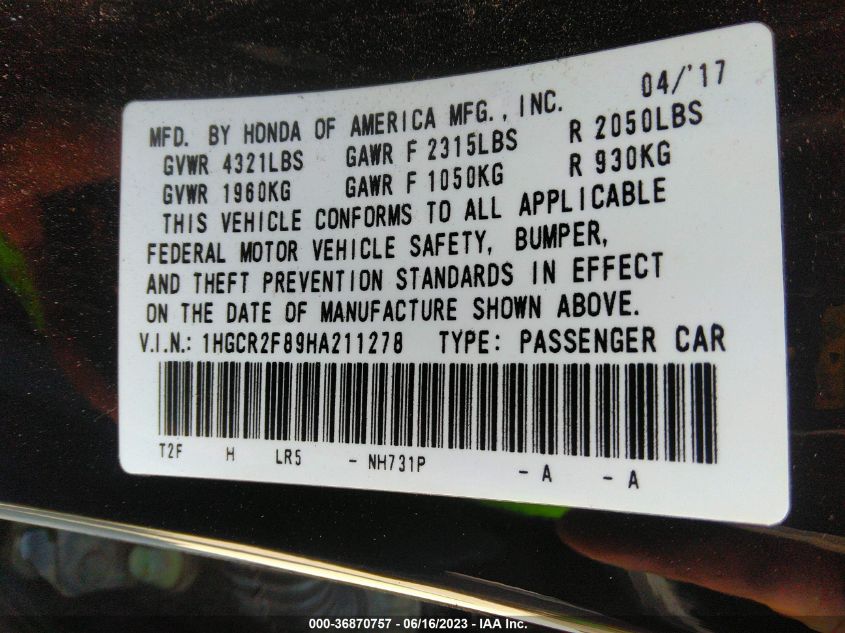 MFD. BY HONDA OF AMERICA MFG., INC. 04/'17
GVWR 4321LBS GAWR F 2315LBS R 2050LBS
GVWR 1960KG GAWR F 1050KG R 930KG
THIS VEHICLE CONFORMS TO ALL APPLICABLE
FEDERAL MOTOR VEHICLE SAFETY, BUMPER,
AND THEFT PREVENTION STANDARDS IN EFFECT
ON THE DATE OF MANUFACTURE SHOWN ABOVE.
V.I.N.: 1HGCR2F89HA211278 TYPE: PASSENGER CAR
T2F H LR5 - NH731P - A - A
000-36870757 - 06/16/2023 - IAA Inc.